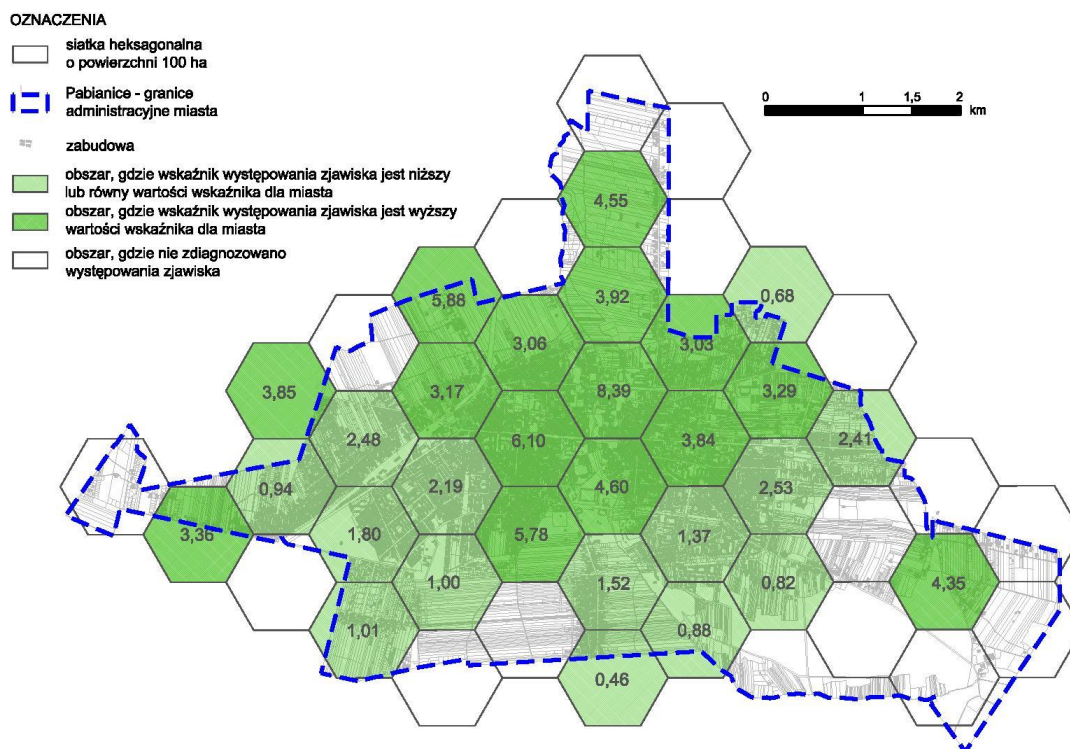 OZNACZENIA
siatka heksagonalna
o powierzchni 100 ha
Pabianice - granice
administracyjne miasta
zabudowa
obszar, gdzie wskaźnik występowania zjawiska jest niższy
lub równy wartości wskaźnika dla miasta
obszar, gdzie wskaźnik występowania zjawiska jest wyższy
wartości wskaźnika dla miasta
obszar, gdzie nie zdiagnozowano
występowania zjawiska
0 1 1,5 2
km
4,55
5,88 3,92 0,68
3,06 3,03
3,85 3,17 8,39 3,29
2,48 6,10 3,84 2,41
0,94 2,19 4,60 2,53
3,36 1,80 5,78 1,37
1,00 1,52 0,82 4,35
1,01 0,88
0,46